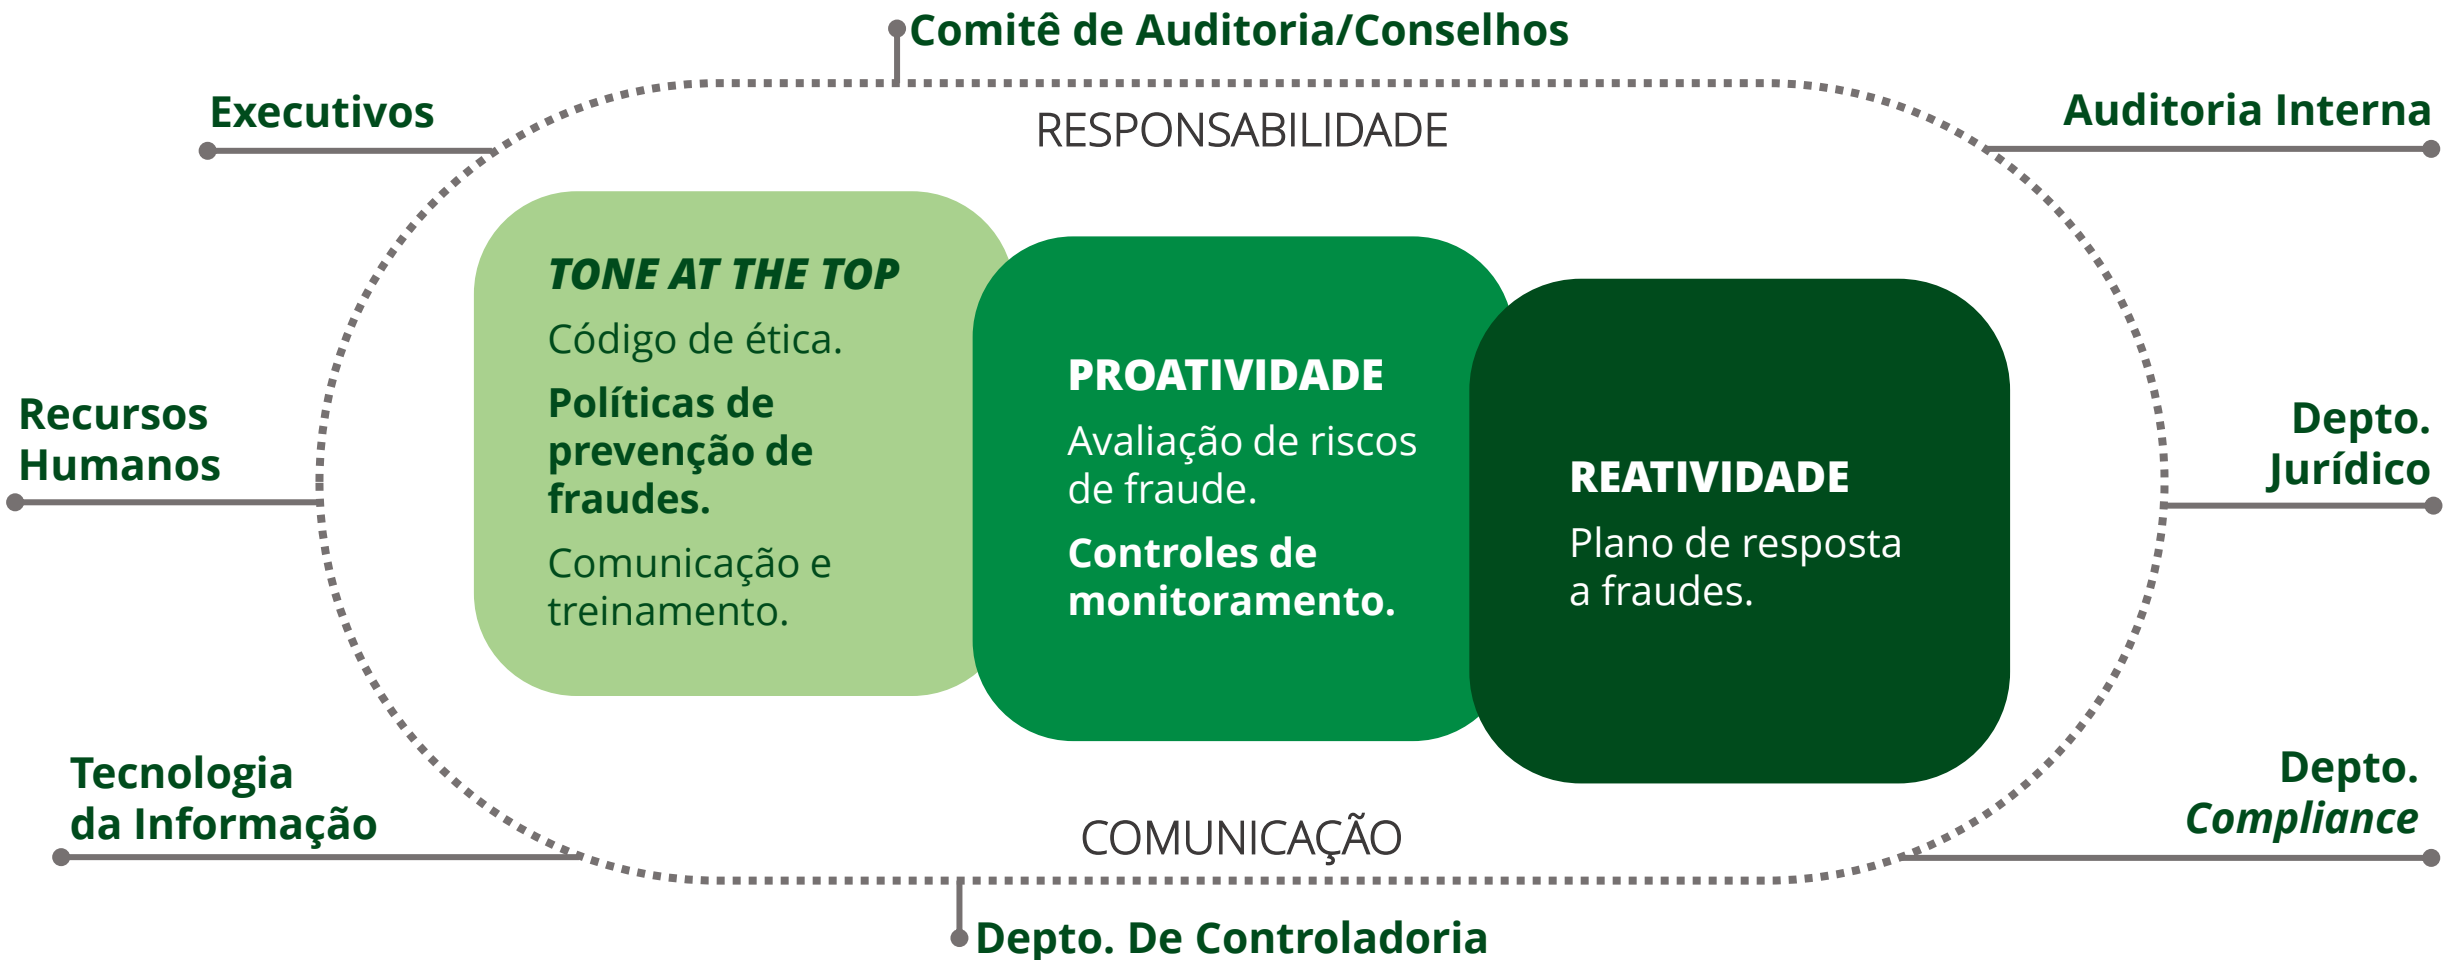 Comitê de Auditoria/Conselhos
Executivos
Auditoria Interna
RESPONSABILIDADE
TONE AT THE TOP
Código de ética.
Políticas de
prevenção de
fraudes.
Comunicação e
treinamento.
PROATIVIDADE
Avaliação de riscos
de fraude.
Controles de
monitoramento.
REATIVIDADE
Plano de resposta
a fraudes.
Recursos
Humanos
Depto.
Jurídico
Tecnologia
da Informação
Depto.
Compliance
COMUNICAÇÃO
Depto. De Controladoria